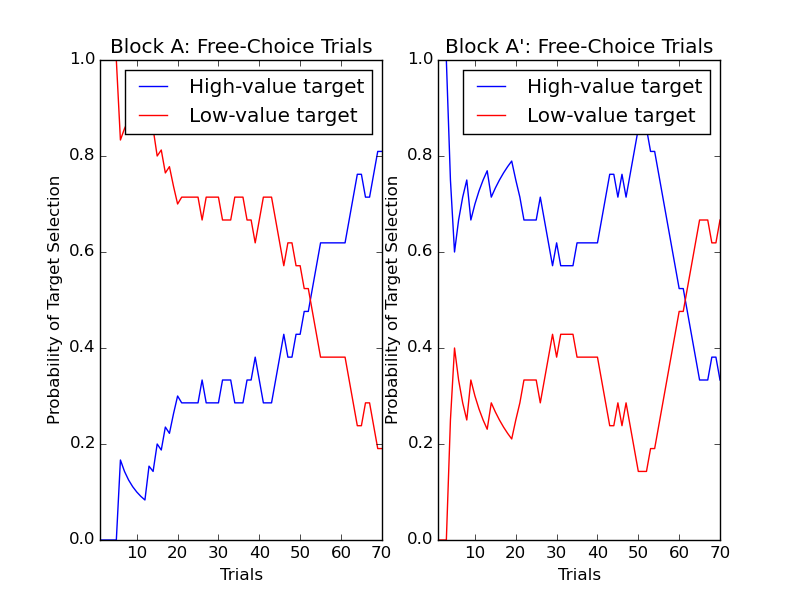 Block A: Free-Choice Trials
High-value target
Low-value target
Probability of Target Selection
1.0
0.8
0.6
0.4
0.2
0.0
10 20 30 40 50 60 70
Trials
Block A': Free-Choice Trials
High-value target
Low-value target
Probability of Target Selection
1.0
0.8
0.6
0.4
0.2
0.0
10 20 30 40 50 60 70
Trials